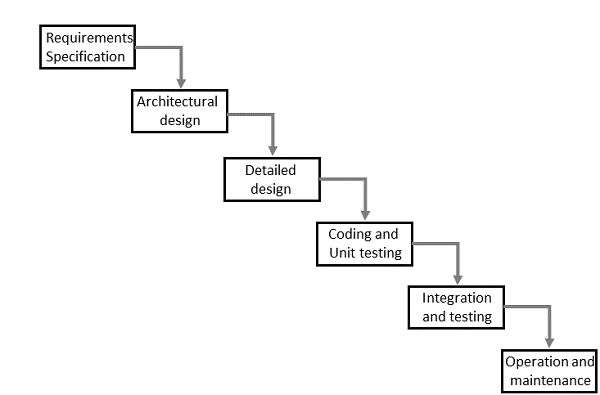 Requirements
Specification
Architectural
design
Detailed
design
Coding and
Unit testing
Integration
and testing
Operation and
maintenance